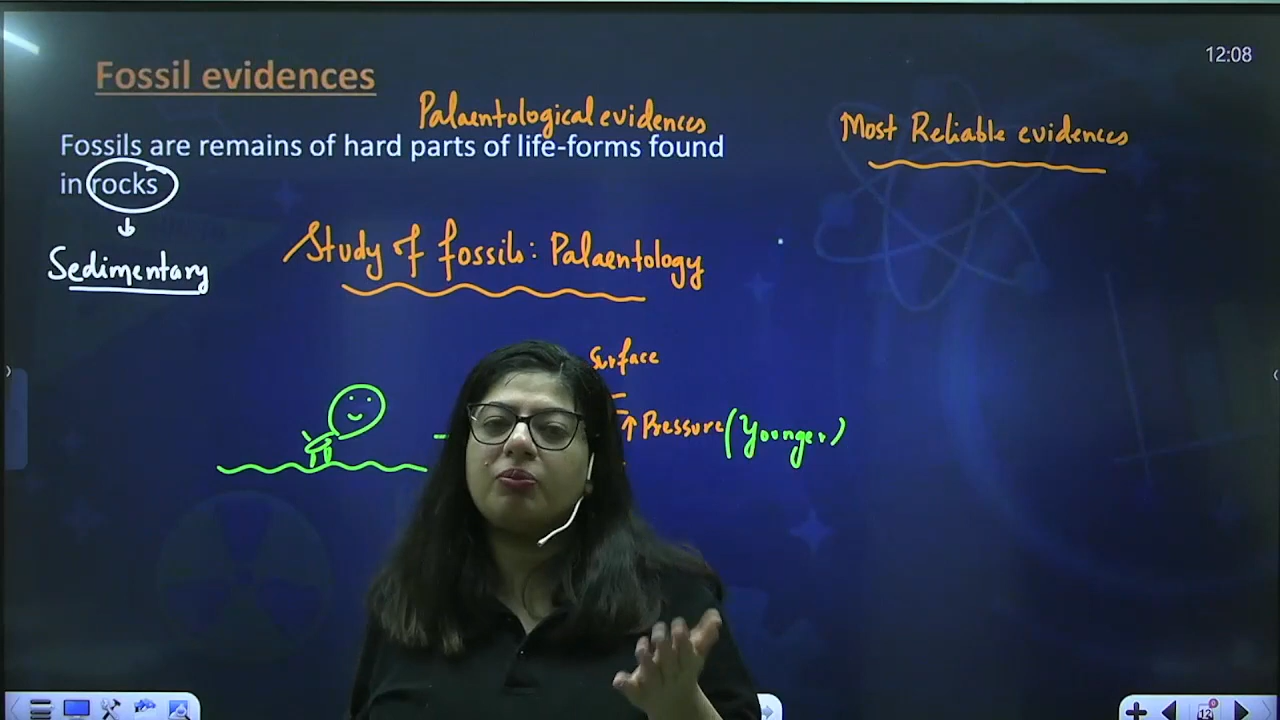 12:08
Fossil evidences
Palaentological evidences
Most Reliable evidences
Fossils are remains of hard parts of life-forms found
in rocks
Sedimentary
Study of fossils: Palaentology
Surface
↑ Pressure (Younger)
12